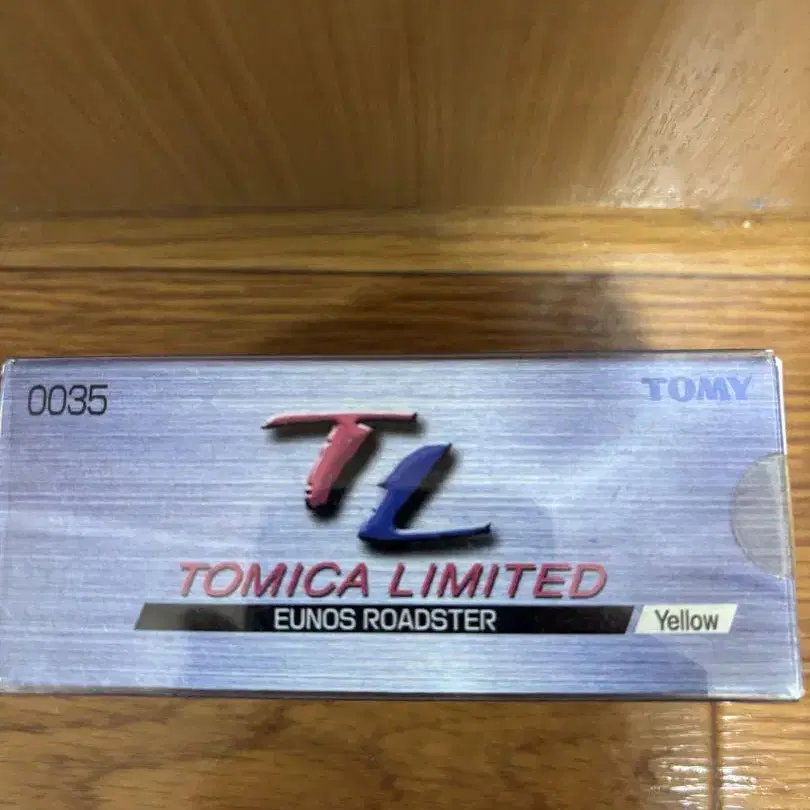 0035
TOMY
TL
TOMICA LIMITED
EUNOS ROADSTER
Yellow